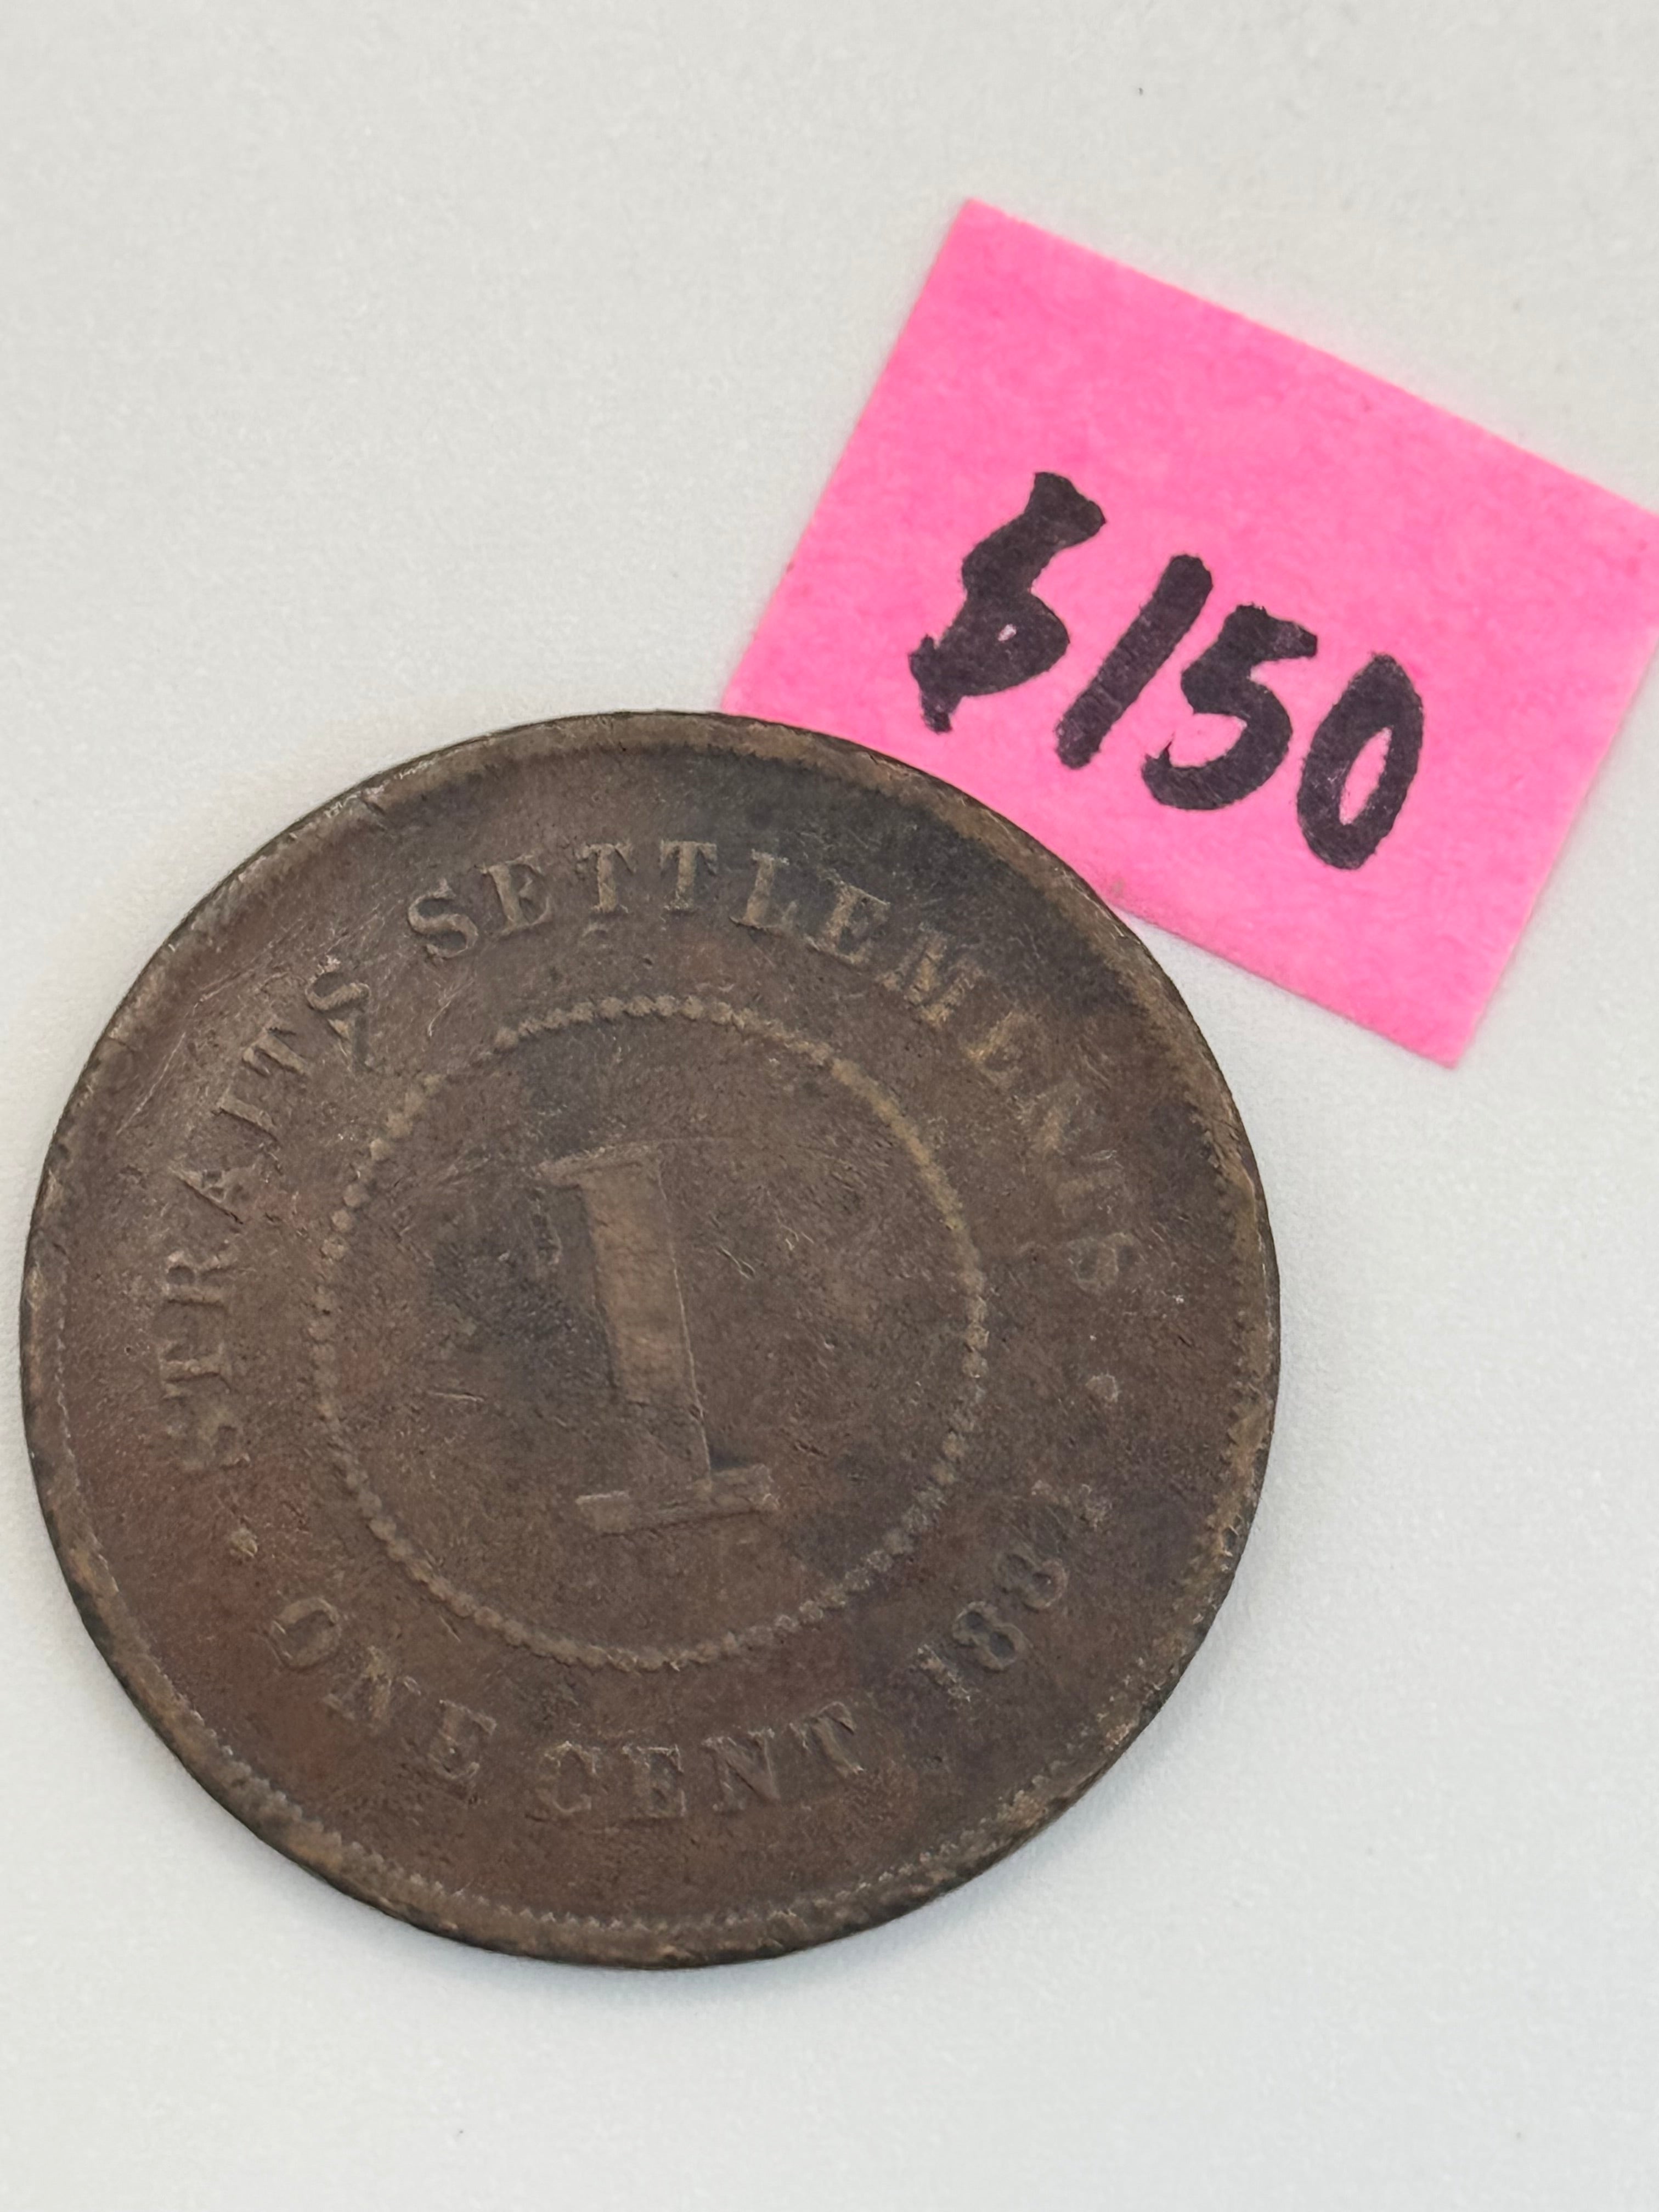 $150
STRAITS SETTLEMENTS
1
ONE CENT